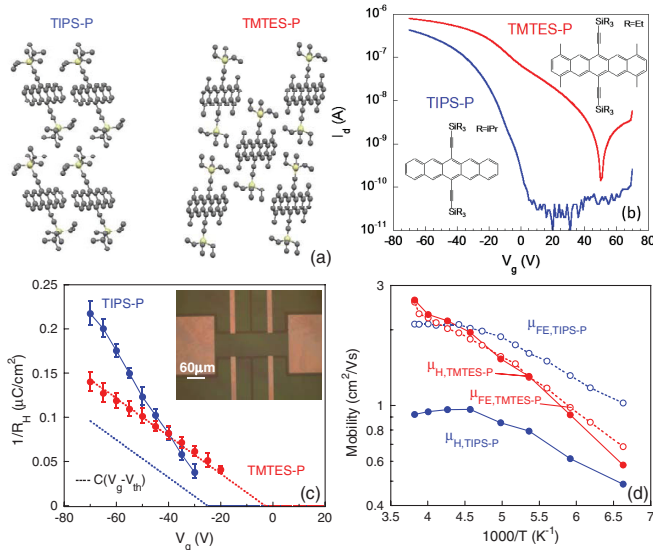 TIPS-P
TMTES-P
(a)
10⁻⁵
10⁻⁶
10⁻⁷
10⁻⁸
10⁻⁹
10⁻¹⁰
10⁻¹¹
I_d (A)
TMTES-P
SiR₃
R=Et
SiR₃
TIPS-P
SiR₃
R=iPr
SiR₃
(b)
-80 -60 -40 -20 0 20 40 60 80
V_g (V)
0.25
0.2
0.15
0.1
0.05
0
1/R_H (μC/cm²)
TIPS-P
60μm
TMTES-P
---- C(V_g-V_th)
(c)
-80 -60 -40 -20 0 20
V_g (V)
3
2
1
0.8
0.6
0.4
Mobility (cm²/Vs)
μ_FE,TIPS-P
μ_H,TMTES-P
μ_FE,TMTES-P
μ_H,TIPS-P
(d)
3.5 4 4.5 5 5.5 6 6.5 7
1000/T (K⁻¹)